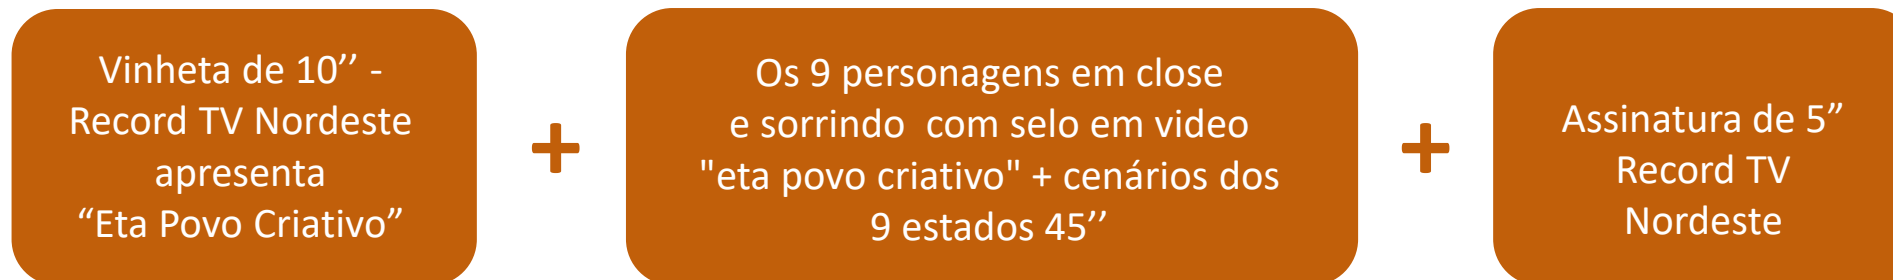 Vinheta de 10’’ -
Record TV Nordeste
apresenta
“Eta Povo Criativo”
+
Os 9 personagens em close
e sorrindo  com selo em video
"eta povo criativo" + cenários dos
9 estados 45’’
+
Assinatura de 5”
Record TV
Nordeste